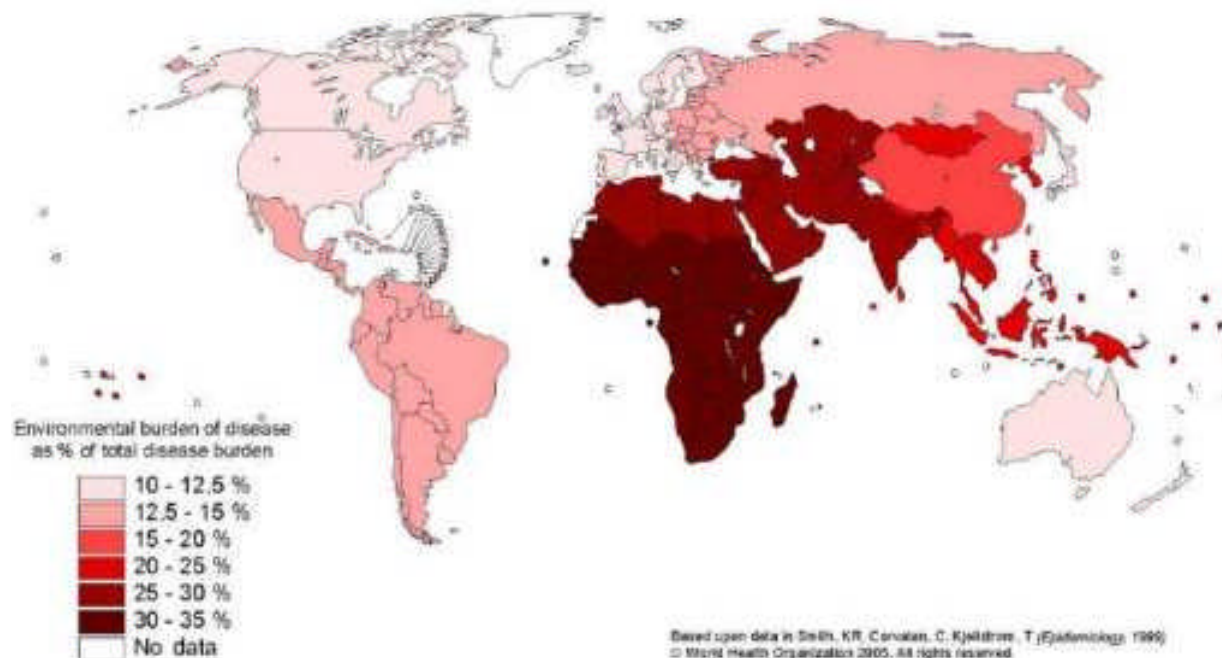 Environmental burden of disease
as % of total disease burden
10 - 12.5 %
12.5 - 15 %
15 - 20 %
20 - 25 %
25 - 30 %
30 - 35 %
No data
Based upon data in Smith, KR, Corvalan, C, Kjellstrom, T (Epidemiology, 1999)
© World Health Organization 2005. All rights reserved